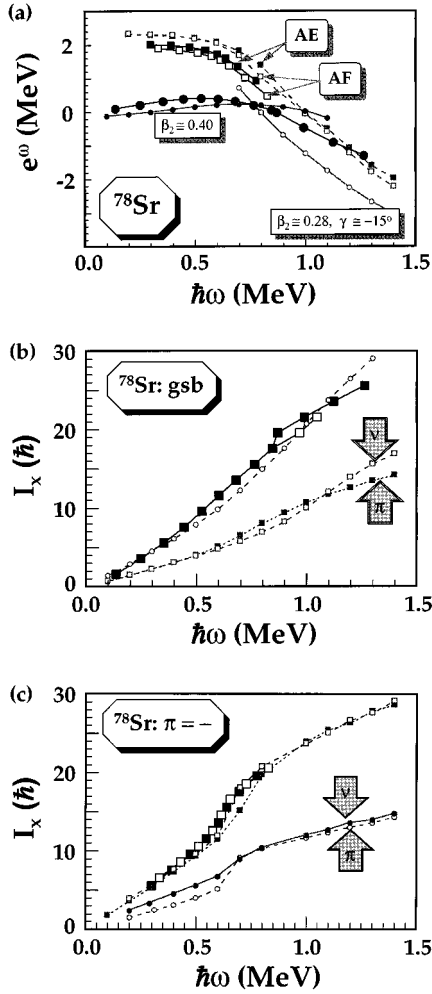 (a)
2
0
-2
e^ω (MeV)
AE
AF
β₂≅0.40
⁷⁸Sr
β₂≅0.28, γ ≅ -15°
0.0 0.5 1.0 1.5
ħω (MeV)
(b)
30
20
10
0
I_x (ħ)
⁷⁸Sr: gsb
ν
π
0.0 0.5 1.0 1.5
ħω (MeV)
(c)
30
20
10
0
I_x (ħ)
⁷⁸Sr: π = −
ν
π
0.0 0.5 1.0 1.5
ħω (MeV)